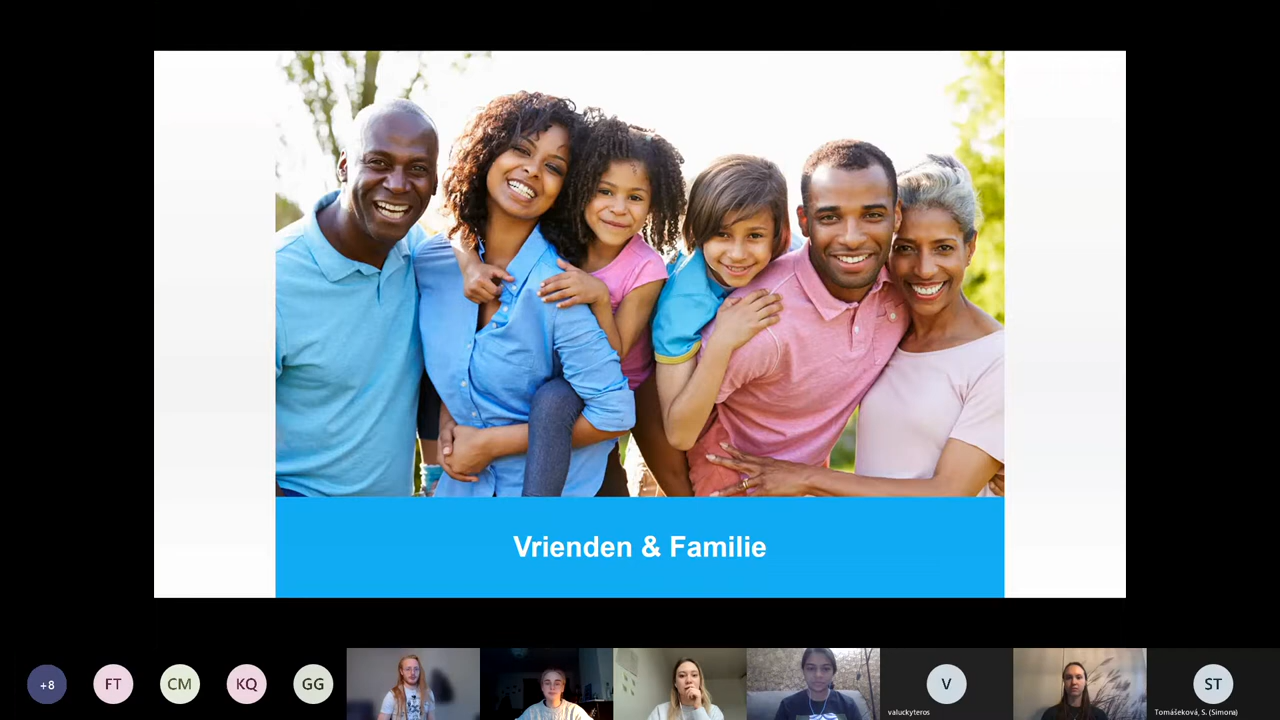 Vrienden & Familie
+8
FT
CM
KQ
GG
V
valuckyteros
ST
Tomášeková, S. (Simona)